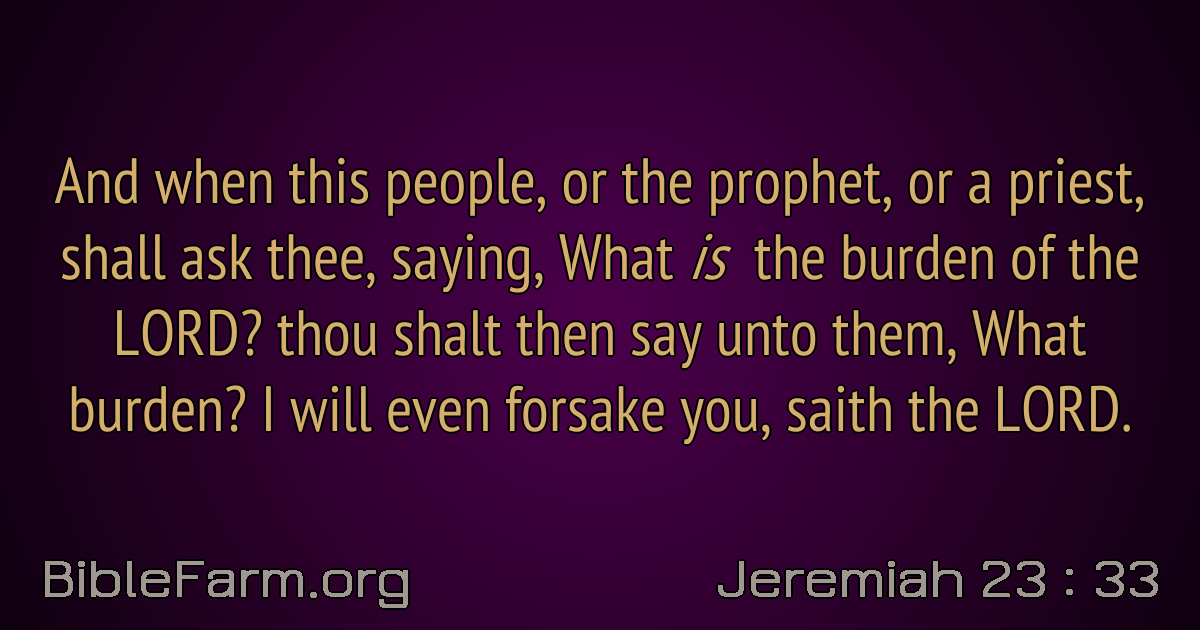 And when this people, or the prophet, or a priest,
shall ask thee, saying, What is the burden of the
LORD? thou shalt then say unto them, What
burden? I will even forsake you, saith the LORD.
BibleFarm.org
Jeremiah 23 : 33